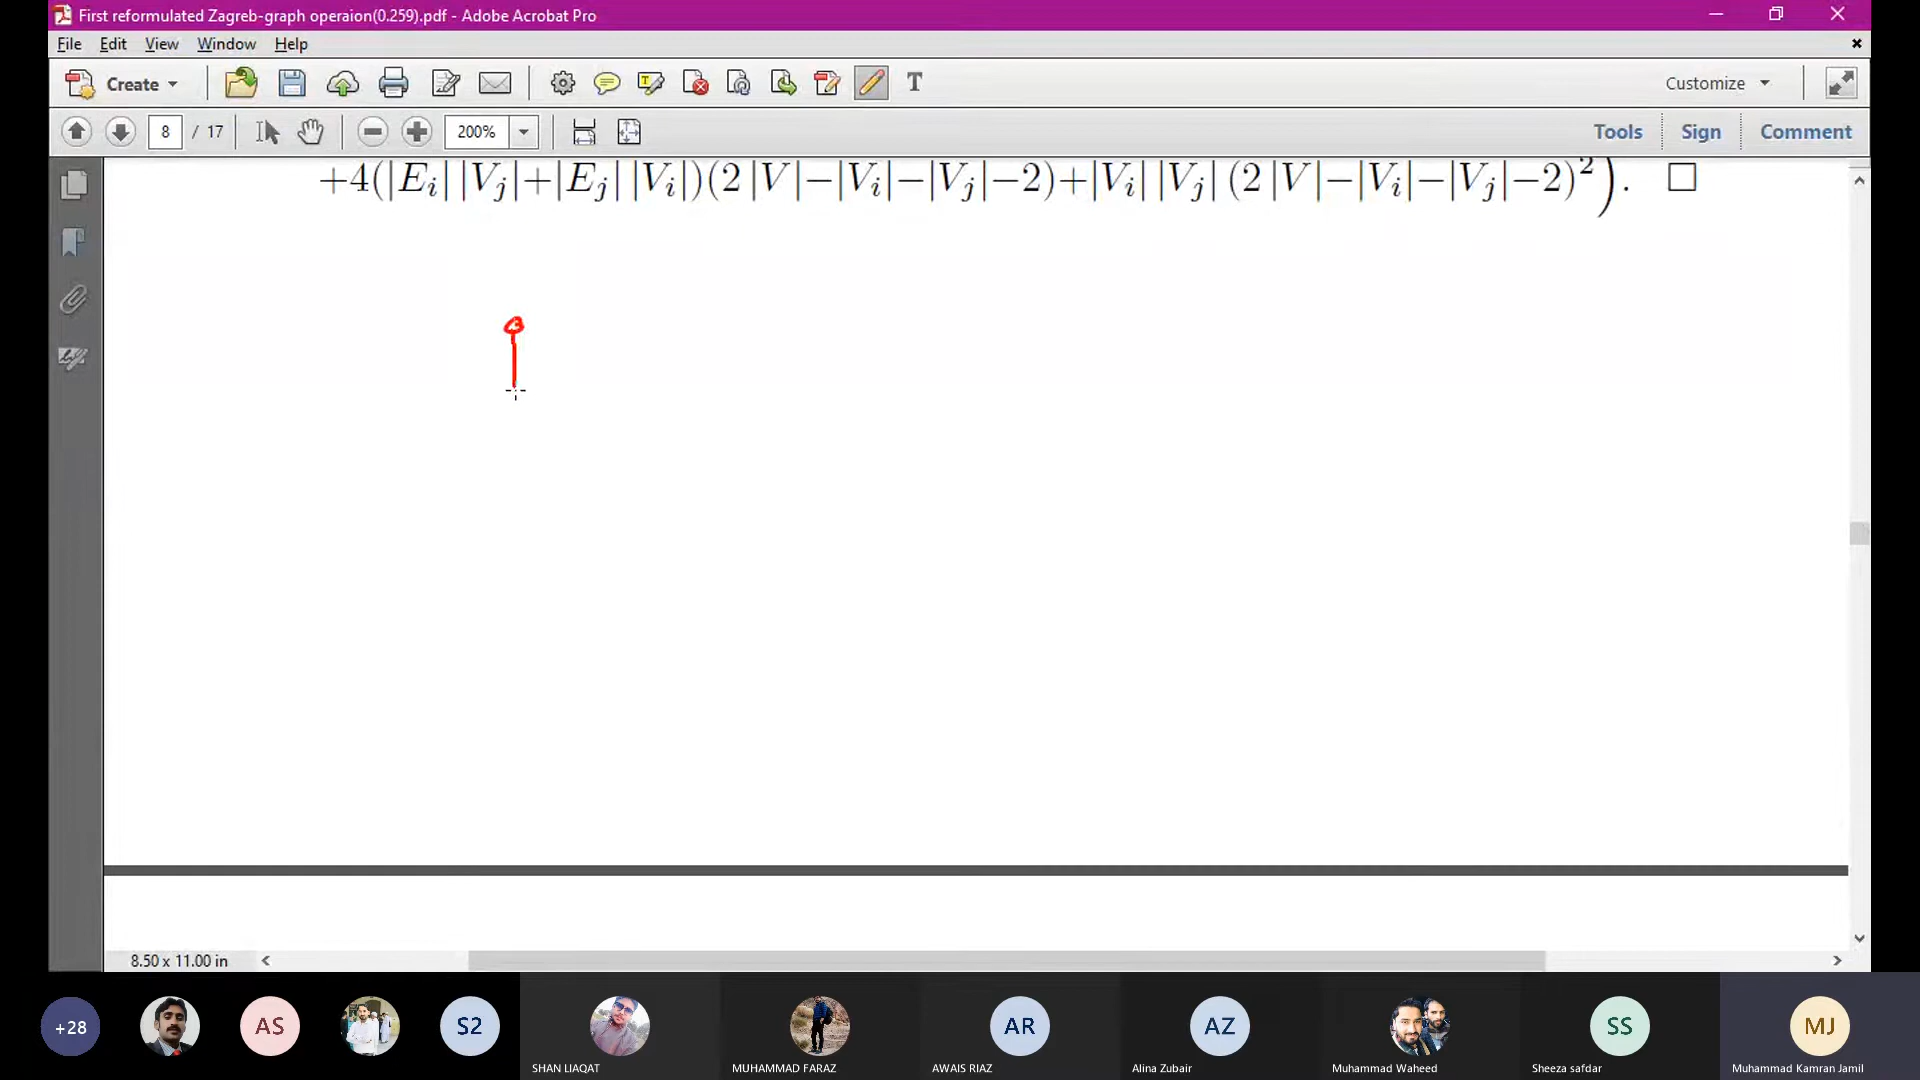 First reformulated Zagreb-graph operaion(0.259).pdf - Adobe Acrobat Pro
File Edit View Window Help
Create T Customize
8 / 17 200% Tools Sign Comment
+4(|E_i| |V_j|+|E_j| |V_i|)(2 |V|−|V_i|−|V_j|−2)+|V_i| |V_j| (2 |V|−|V_i|−|V_j|−2)²). □
8.50 x 11.00 in
+28 AS S2 AR AZ SS MJ
SHAN LIAQAT MUHAMMAD FARAZ AWAIS RIAZ Alina Zubair Muhammad Waheed Sheeza safdar Muhammad Kamran Jamil